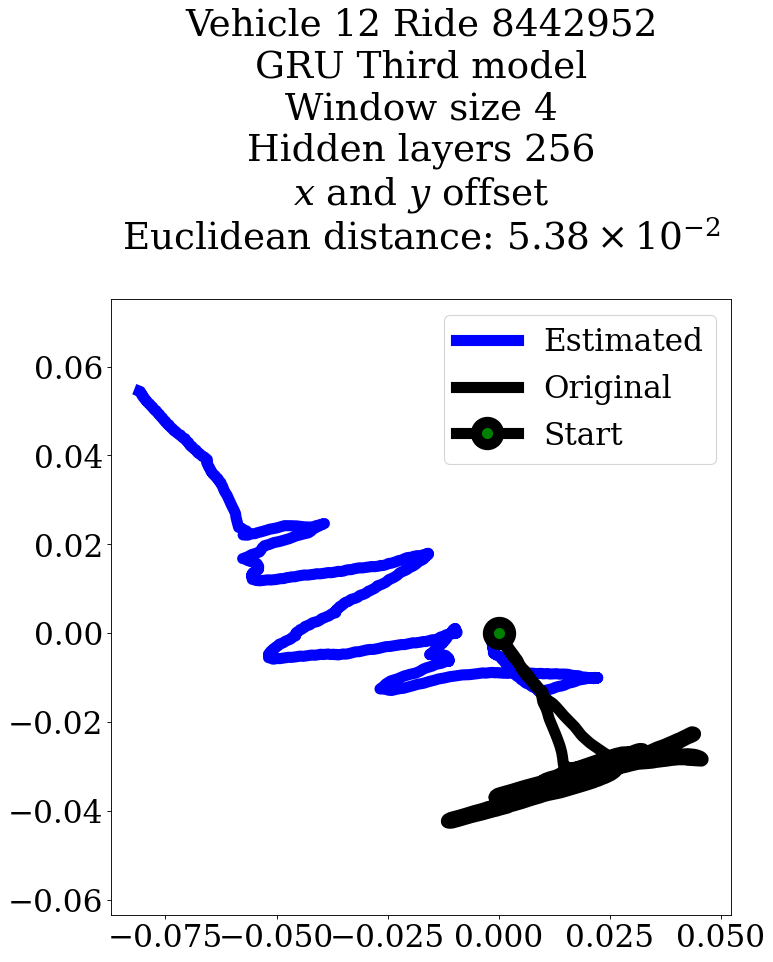 Vehicle 12 Ride 8442952
GRU Third model
Window size 4
Hidden layers 256
x and y offset
Euclidean distance: 5.38 × 10⁻²
Estimated
Original
Start
0.06
0.04
0.02
0.00
−0.02
−0.04
−0.06
−0.075 −0.050 −0.025 0.000 0.025 0.050